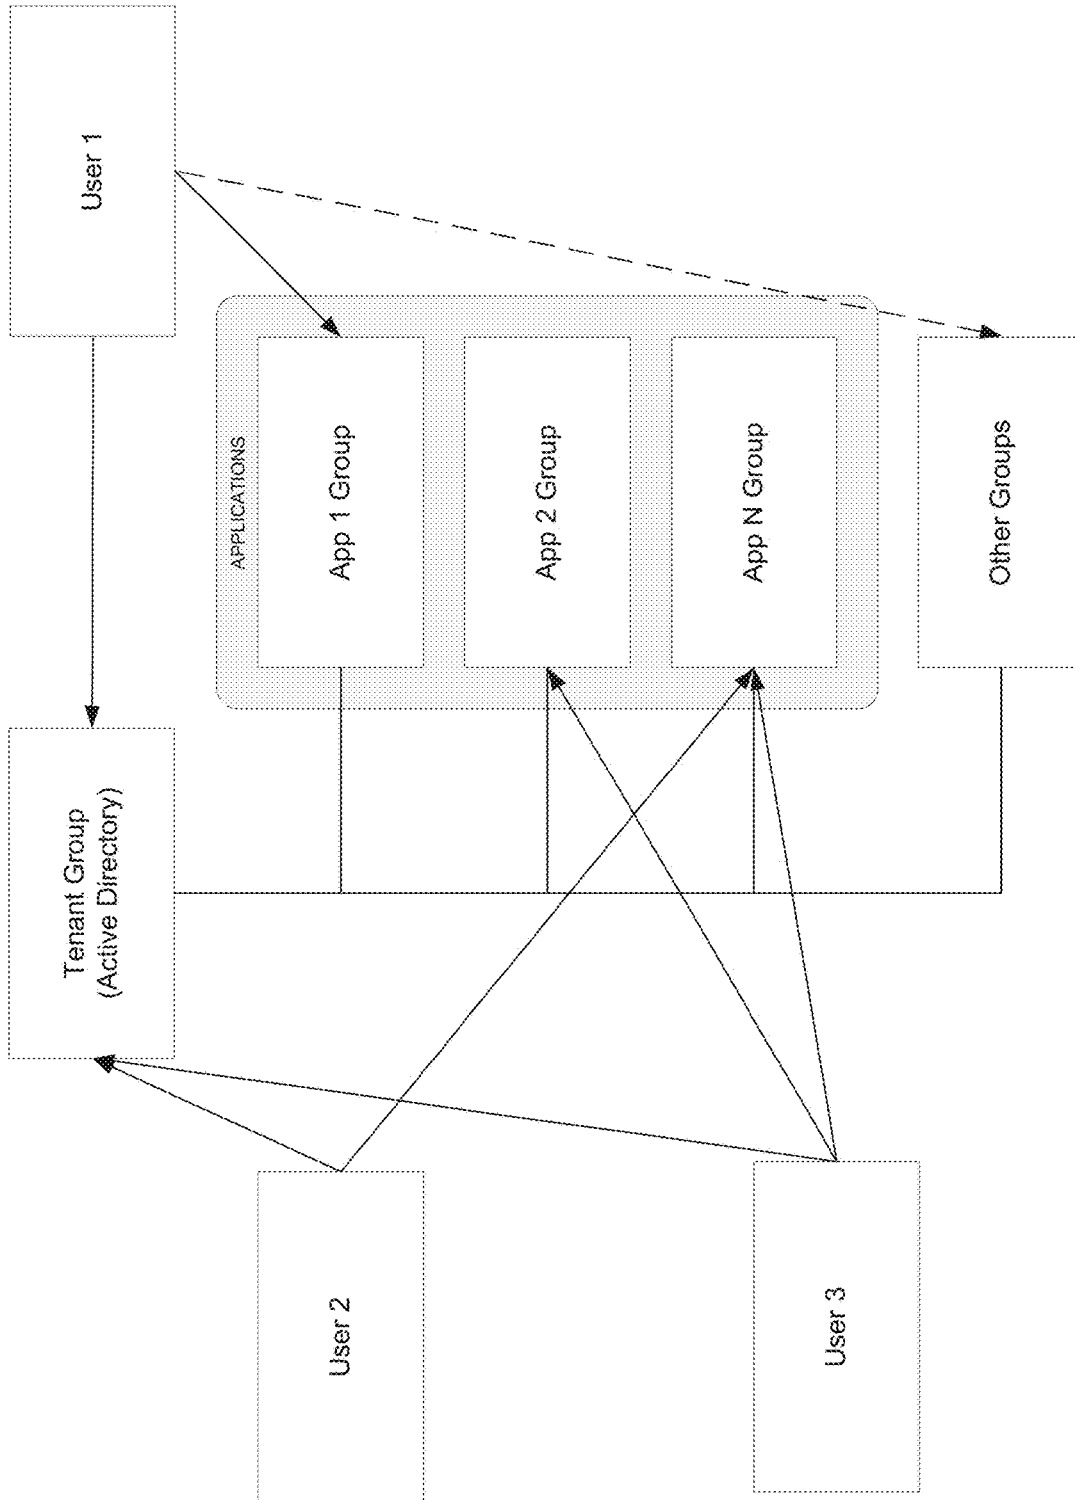 Tenant Group
(Active Directory)
User 1
User 2
APPLICATIONS
App 1 Group
App 2 Group
User 3
App N Group
Other Groups